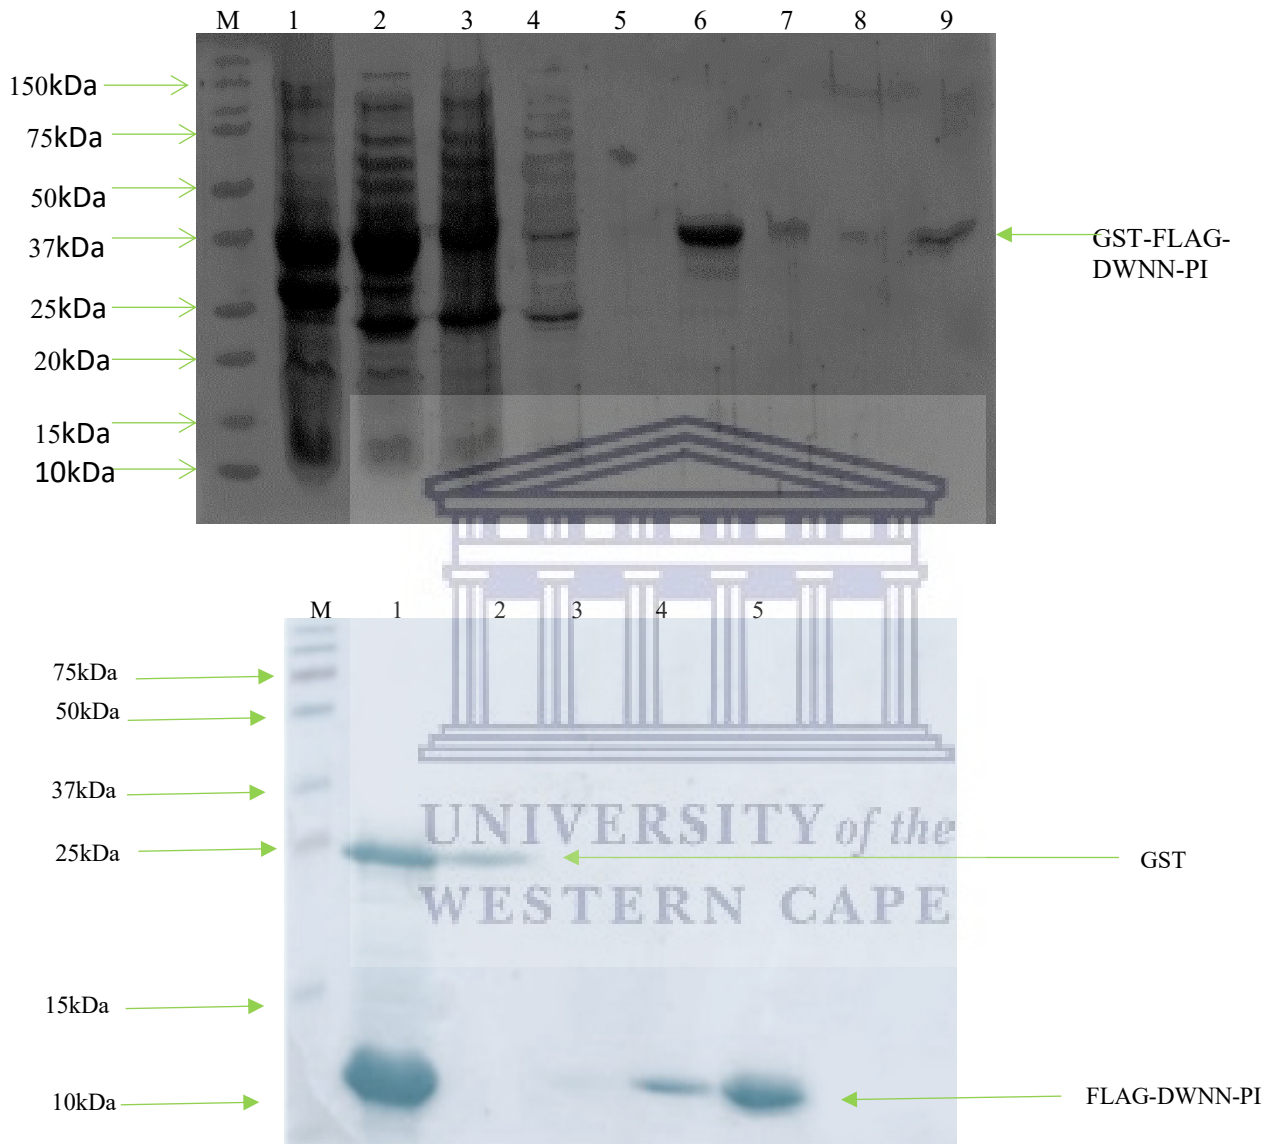 M 1 2 3 4 5 6 7 8 9
150kDa
75kDa
50kDa
37kDa
25kDa
20kDa
15kDa
10kDa
GST-FLAG-
DWNN-PI
M 1 2 3 4 5
75kDa
50kDa
37kDa
25kDa
15kDa
10kDa
GST
FLAG-DWNN-PI
UNIVERSITY of the
WESTERN CAPE